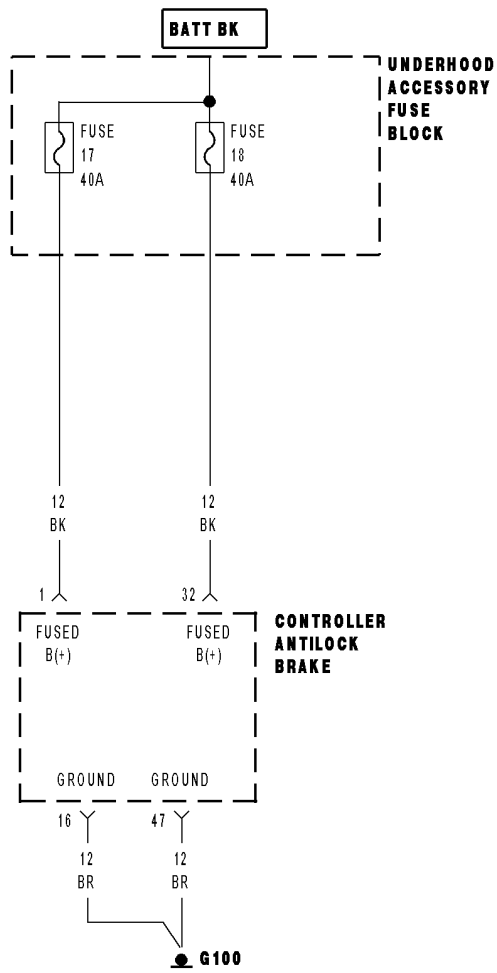 BATT BK
UNDERHOOD
ACCESSORY
FUSE
BLOCK
FUSE
17
40A
FUSE
18
40A
12
BK
12
BK
1
32
FUSED
B(+)
FUSED
B(+)
CONTROLLER
ANTILOCK
BRAKE
GROUND
GROUND
16
47
12
BR
12
BR
G100